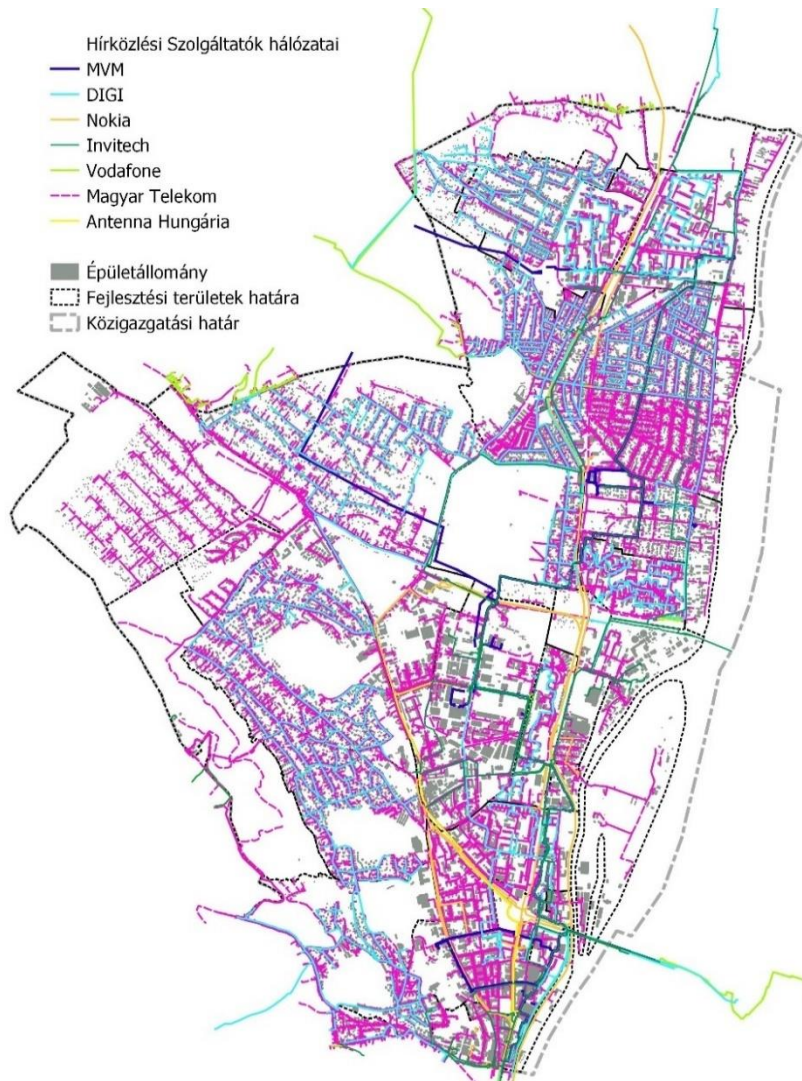 Hírközlési Szolgáltatók hálózatai
MVM
DIGI
Nokia
Invitech
Vodafone
Magyar Telekom
Antenna Hungária
Épületállomány
Fejlesztési területek határa
Közigazgatási határ